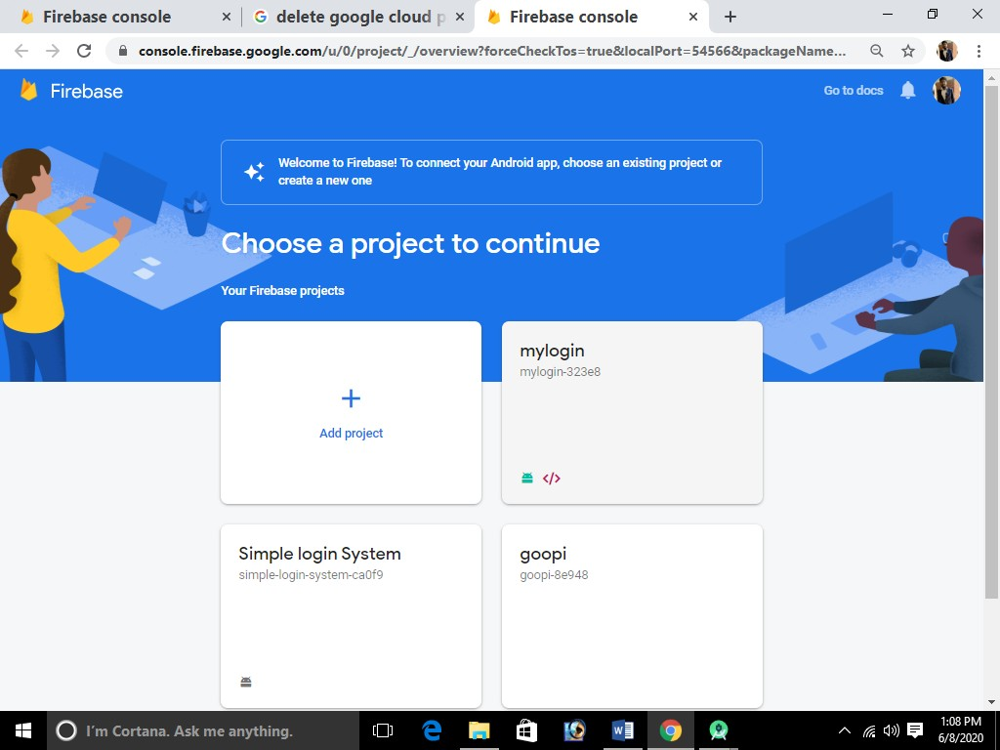 Firebase console
delete google cloud p
Firebase console
console.firebase.google.com/u/0/project/_/overview?forceCheckTos=true&localPort=54566&packageName...
Firebase
Go to docs
Welcome to Firebase! To connect your Android app, choose an existing project or
create a new one
Choose a project to continue
Your Firebase projects
Add project
mylogin
mylogin-323e8
Simple login System
simple-login-system-ca0f9
goopi
goopi-8e948
I'm Cortana. Ask me anything.
1:08 PM
6/8/2020